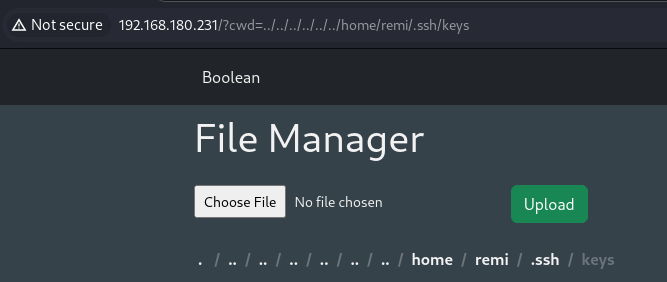 Not secure 192.168.180.231/?cwd=../../../../../../home/remi/.ssh/keys
Boolean
File Manager
Choose File No file chosen Upload
. / .. / .. / .. / .. / .. / .. / home / remi / .ssh / keys